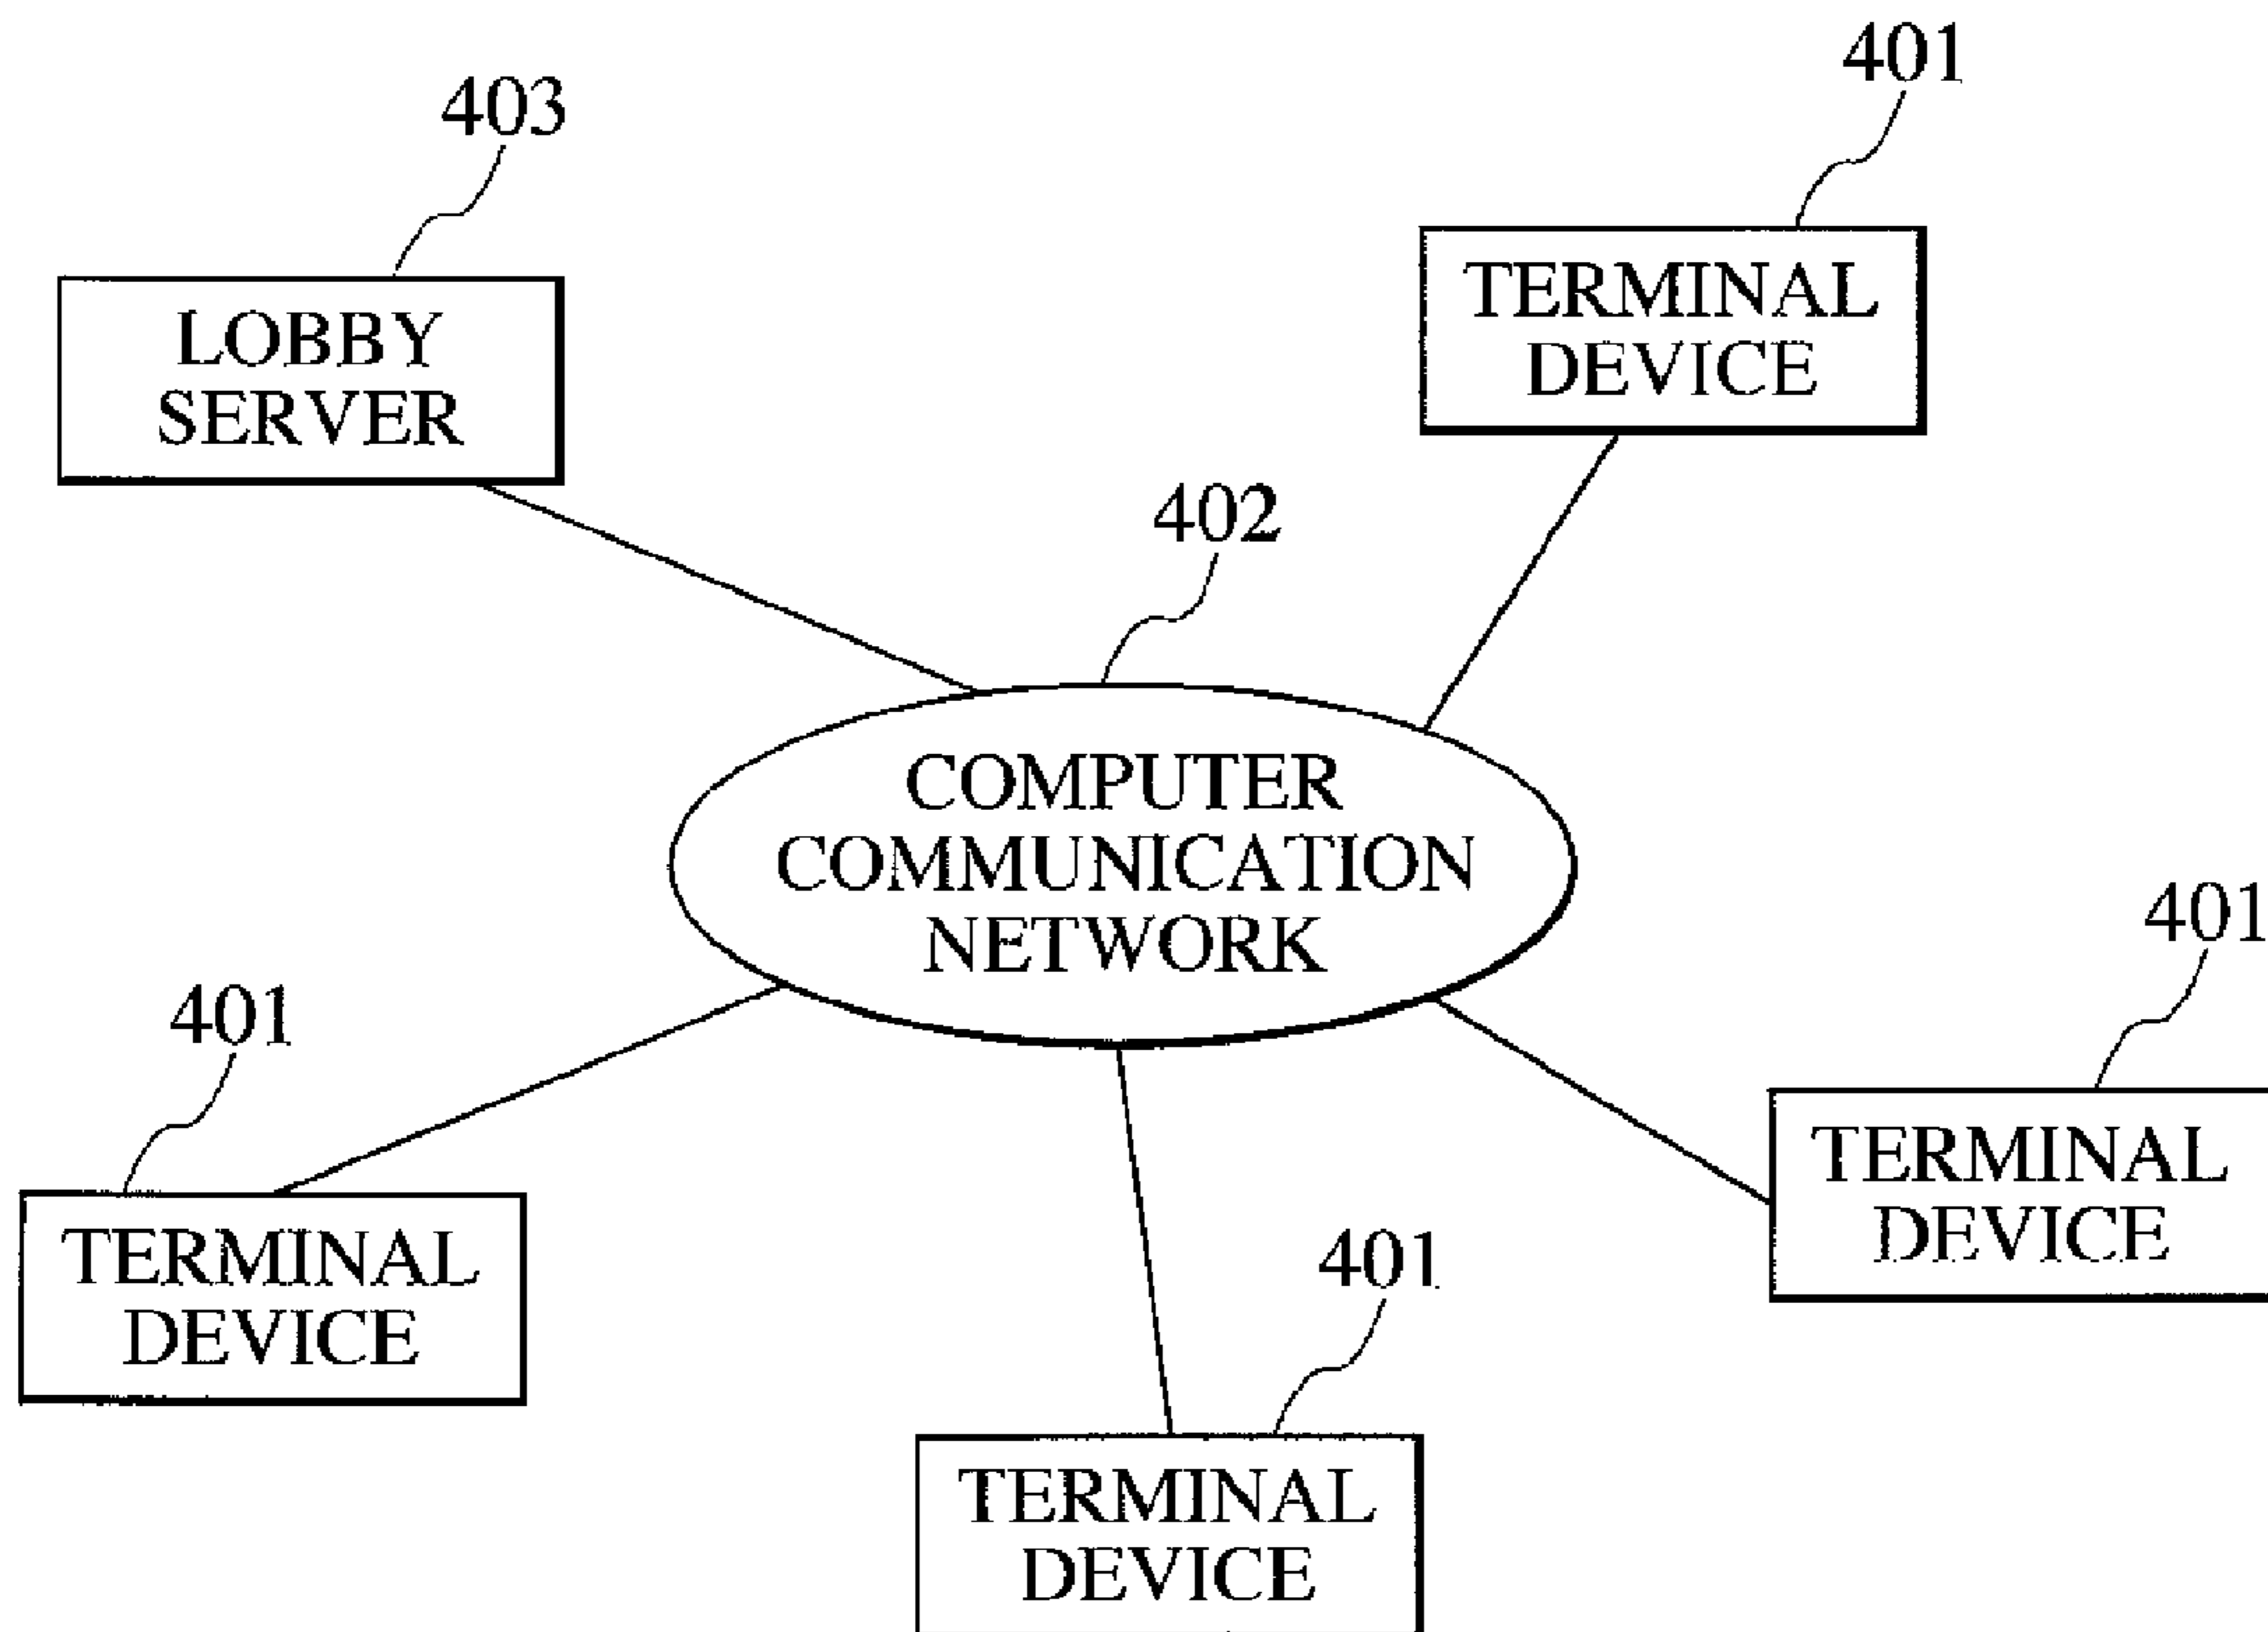 401
403
TERMINAL
DEVICE
LOBBY
SERVER
402
COMPUTER
COMMUNICATION
NETWORK
401
401
TERMINAL
DEVICE
TERMINAL
DEVICE
401
TERMINAL
DEVICE